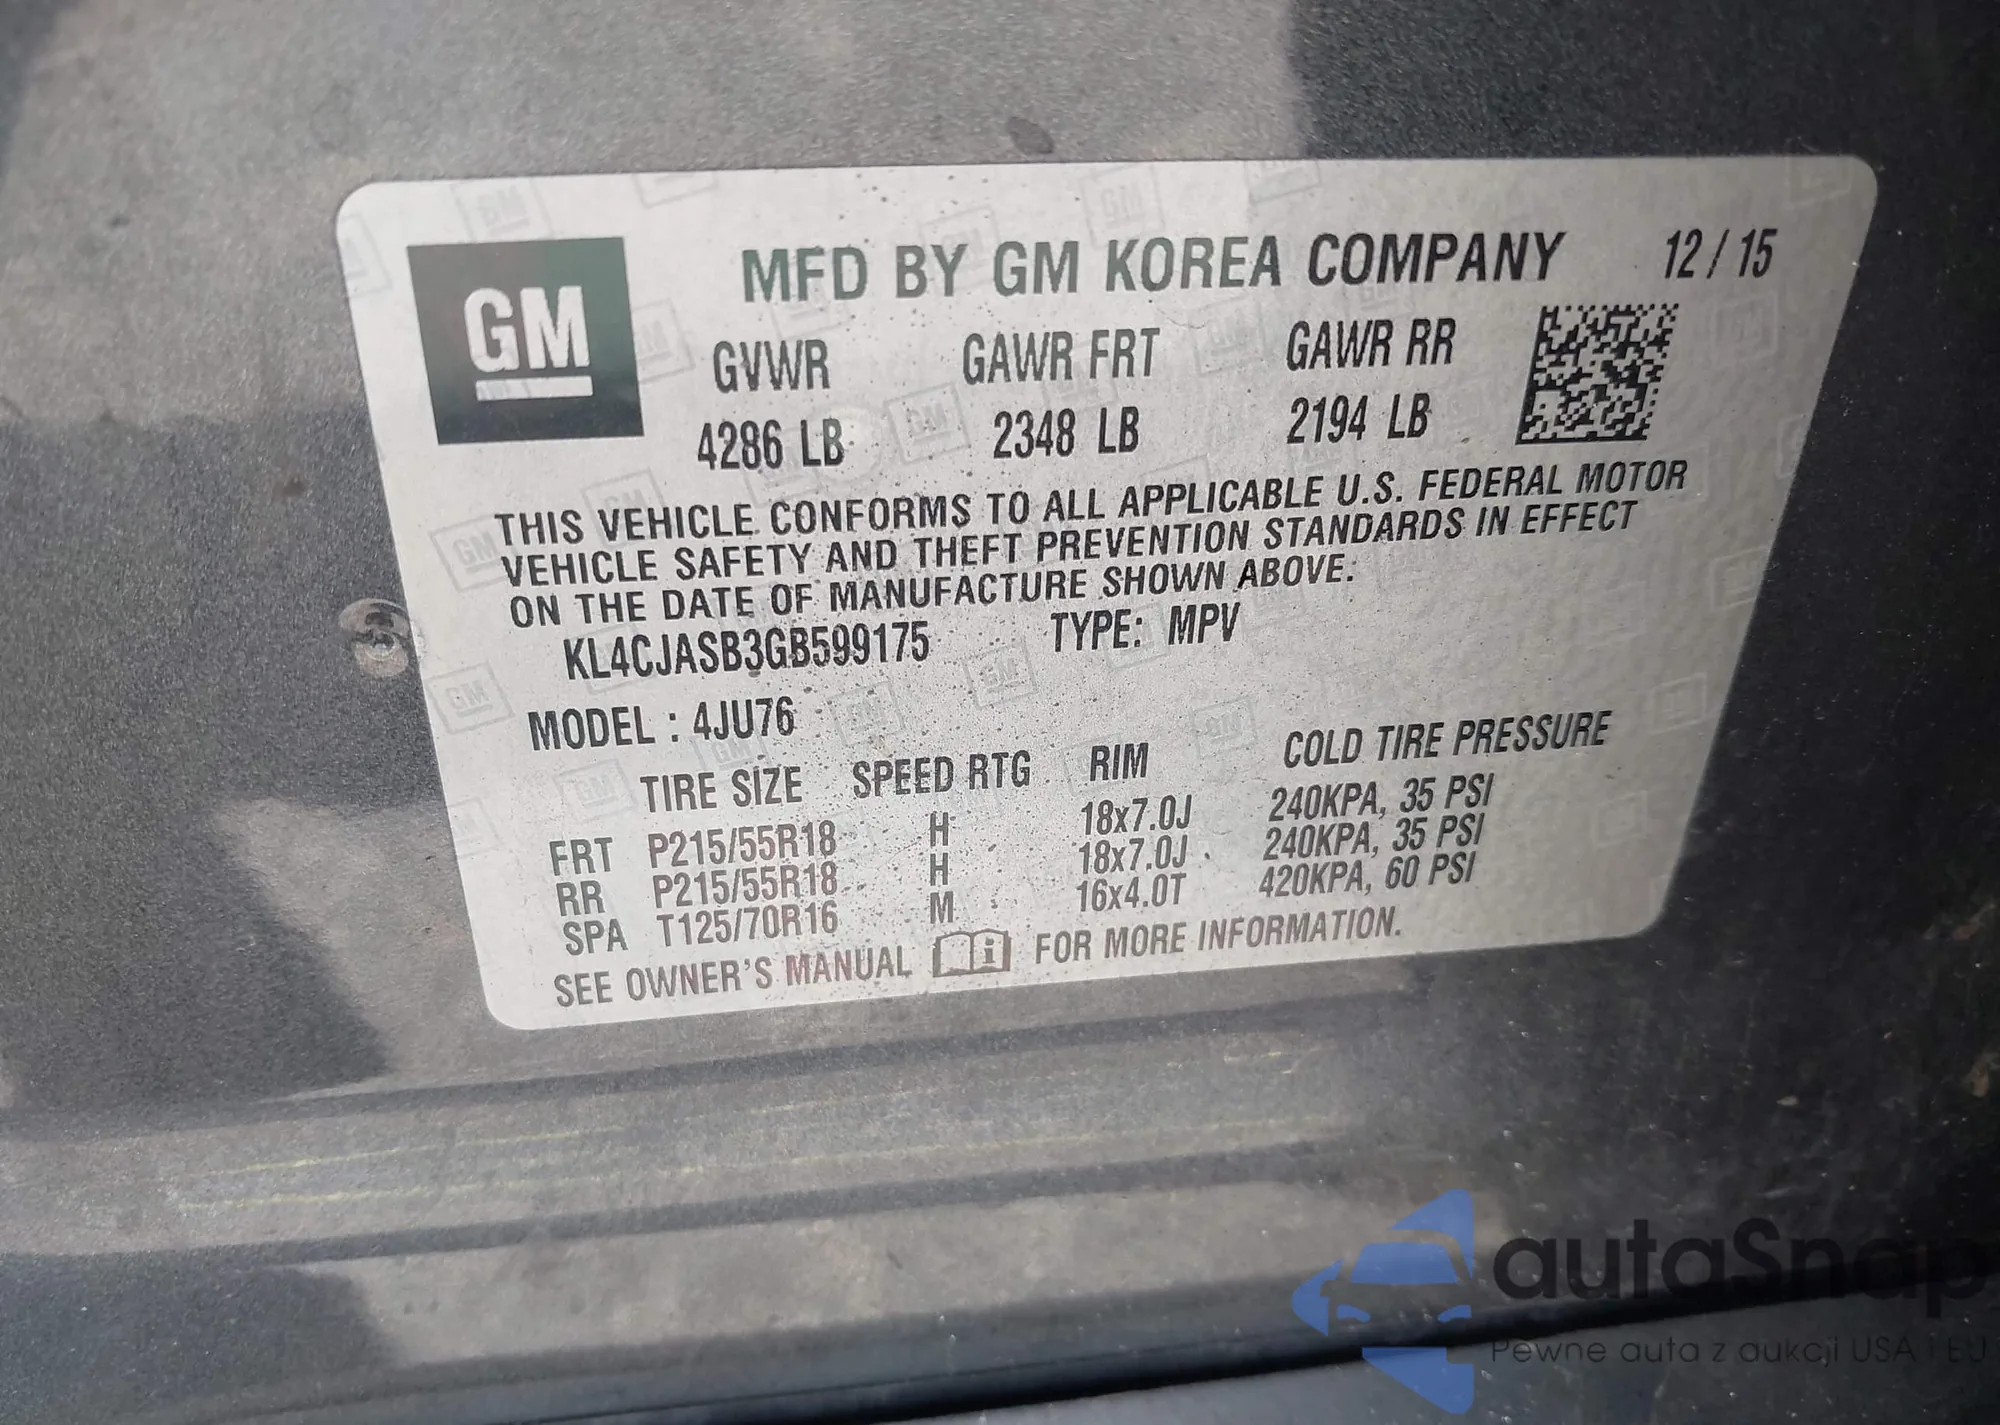 MFD BY GM KOREA COMPANY 12/15
GM
GVWR GAWR FRT GAWR RR
4286 LB 2348 LB 2194 LB
THIS VEHICLE CONFORMS TO ALL APPLICABLE U.S. FEDERAL MOTOR
VEHICLE SAFETY AND THEFT PREVENTION STANDARDS IN EFFECT
ON THE DATE OF MANUFACTURE SHOWN ABOVE.
KL4CJASB3GB599175 TYPE: MPV
MODEL : 4JU76
TIRE SIZE SPEED RTG RIM COLD TIRE PRESSURE
FRT P215/55R18 H 18x7.0J 240KPA, 35 PSI
RR P215/55R18 H 18x7.0J 240KPA, 35 PSI
SPA T125/70R16 M 16x4.0T 420KPA, 60 PSI
SEE OWNER'S MANUAL FOR MORE INFORMATION.
autaSnap
Pewne auta z aukcji USA i EU